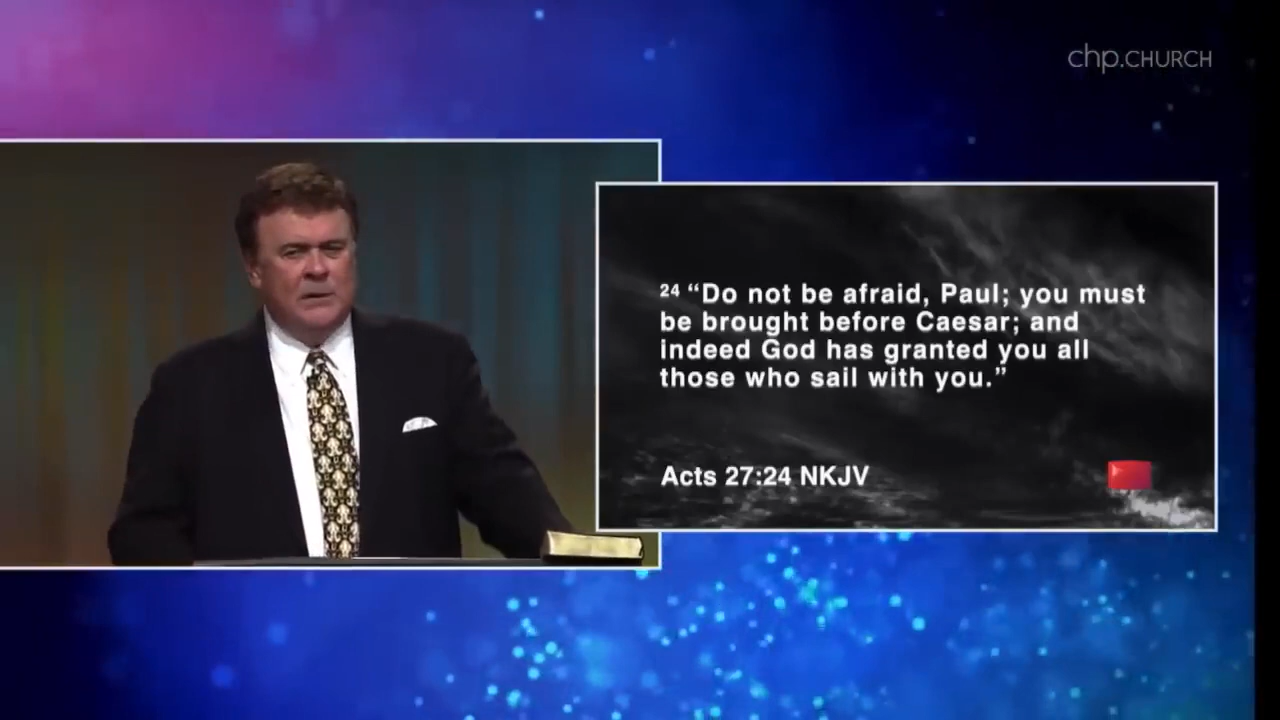 chp.CHURCH
24 “Do not be afraid, Paul; you must
be brought before Caesar; and
indeed God has granted you all
those who sail with you.”
Acts 27:24 NKJV